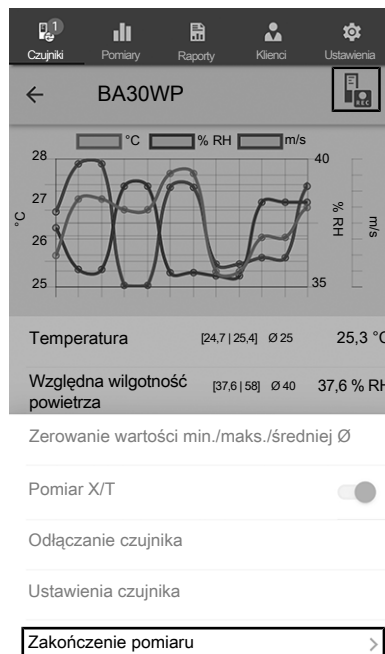 1
Czujniki Pomiary Raporty Klienci Ustawienia
BA30WP
REC
°C % RH m/s
28 40
27
26
25 35
°C
% RH
m/s
Temperatura [24,7 | 25,4] Ø 25 25,3 °C
Względna wilgotność [37,6 | 58] Ø 40 37,6 % RH
powietrza
Zerowanie wartości min./maks./średniej Ø
Pomiar X/T
Odłączanie czujnika
Ustawienia czujnika
Zakończenie pomiaru